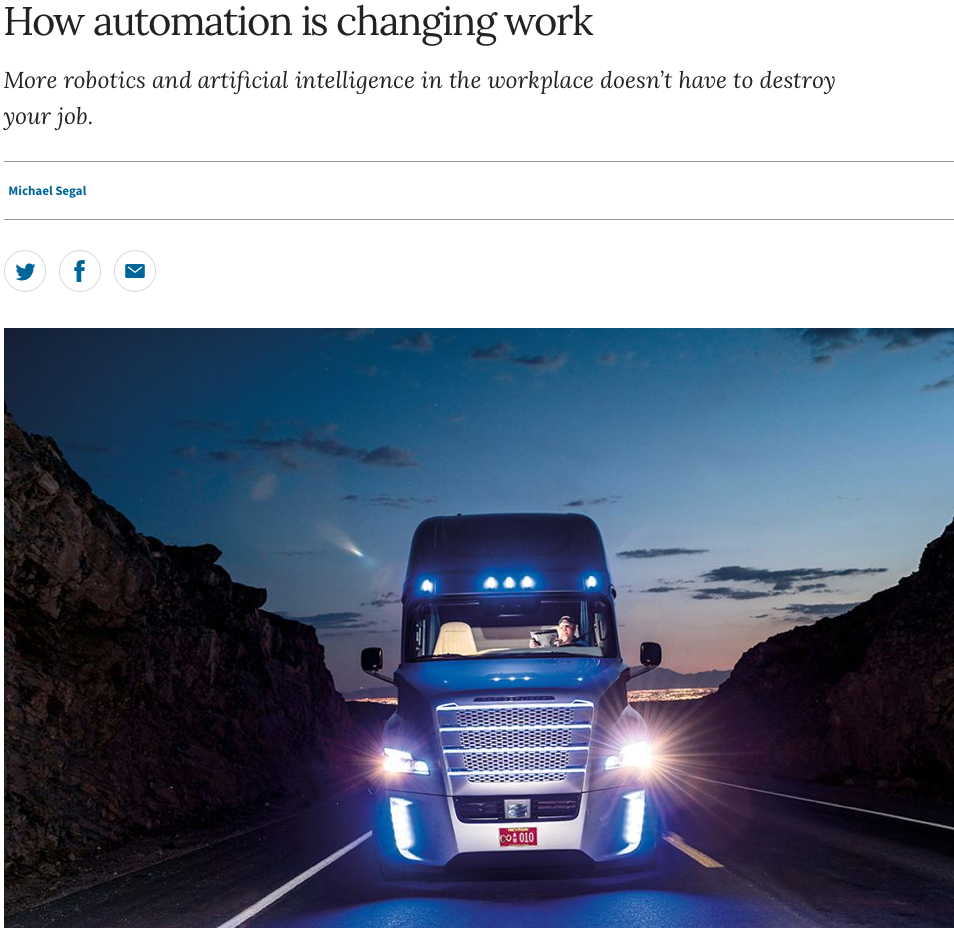 How automation is changing work
More robotics and artificial intelligence in the workplace doesn’t have to destroy
your job.
Michael Segal
NEVADA
010